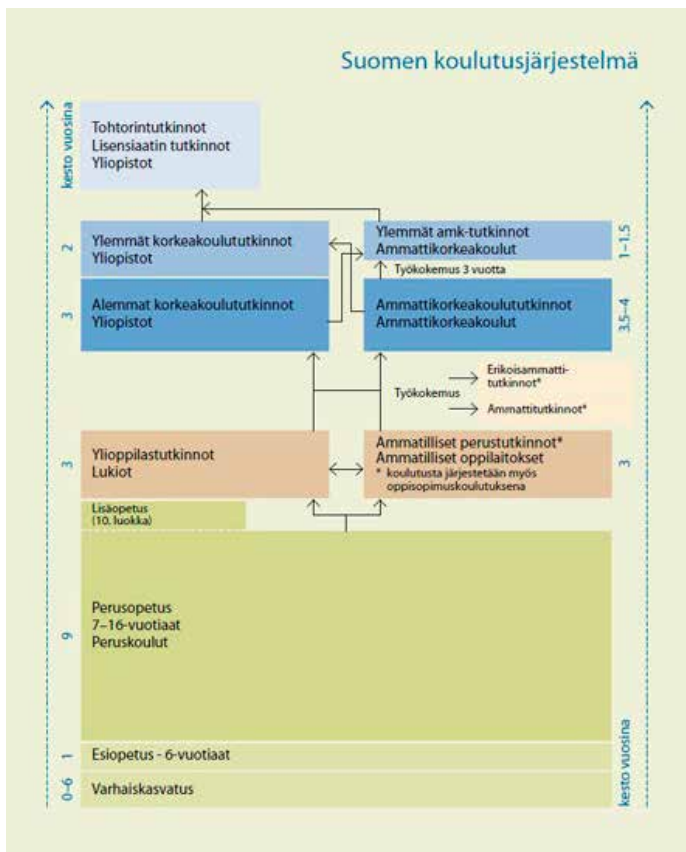 Suomen koulutusjärjestelmä
kesto vuosina
Tohtorintutkinnot
Lisensiaatin tutkinnot
Yliopistot
2
Ylemmät korkeakoulututkinnot
Yliopistot
Ylemmät amk-tutkinnot
Ammattikorkeakoulut
1–1.5
Työkokemus 3 vuotta
3
Alemmat korkeakoulututkinnot
Yliopistot
Ammattikorkeakoulututkinnot
Ammattikorkeakoulut
3.5–4
Työkokemus
Erikoisammatti-
tutkinnot*
Ammattitutkinnot*
3
Ylioppilastutkinnot
Lukiot
Ammatilliset perustutkinnot*
Ammatilliset oppilaitokset
* koulutusta järjestetään myös
oppisopimuskoulutuksena
3
Lisäopetus
(10. luokka)
9
Perusopetus
7–16-vuotiaat
Peruskoulut
1
Esiopetus - 6-vuotiaat
0–6
Varhaiskasvatus
kesto vuosina